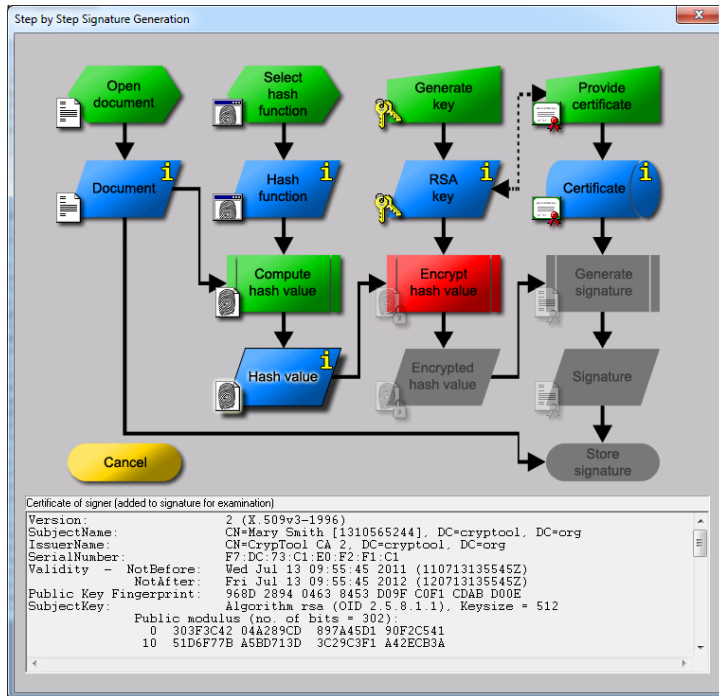 Step by Step Signature Generation
Open
document
Select
hash
function
Generate
key
Provide
certificate
Document
i
Hash
function
i
RSA
key
i
Certificate
i
Compute
hash value
Encrypt
hash value
Generate
signature
Hash value
i
Encrypted
hash value
Signature
Cancel
Store
signature
Certificate of signer (added to signature for examination)
Version: 2 (X.509v3-1996)
SubjectName: CN=Mary Smith [1310565244], DC=cryptool, DC=org
IssuerName: CN=CrypTool CA 2, DC=cryptool, DC=org
SerialNumber: F7:DC:73:C1:E0:F2:F1:C1
Validity - NotBefore: Wed Jul 13 09:55:45 2011 (110713135545Z)
NotAfter: Fri Jul 13 09:55:45 2012 (120713135545Z)
Public Key Fingerprint: 968D 2894 0463 8453 D09F C0F1 CDAB D00E
SubjectKey: Algorithm rsa (OID 2.5.8.1.1), Keysize = 512
Public modulus (no. of bits = 302):
0 303F3C42 04A289CD 897A45D1 90F2C541
10 51D6F77B A5BD713D 3C29C3F1 A42ECB3A